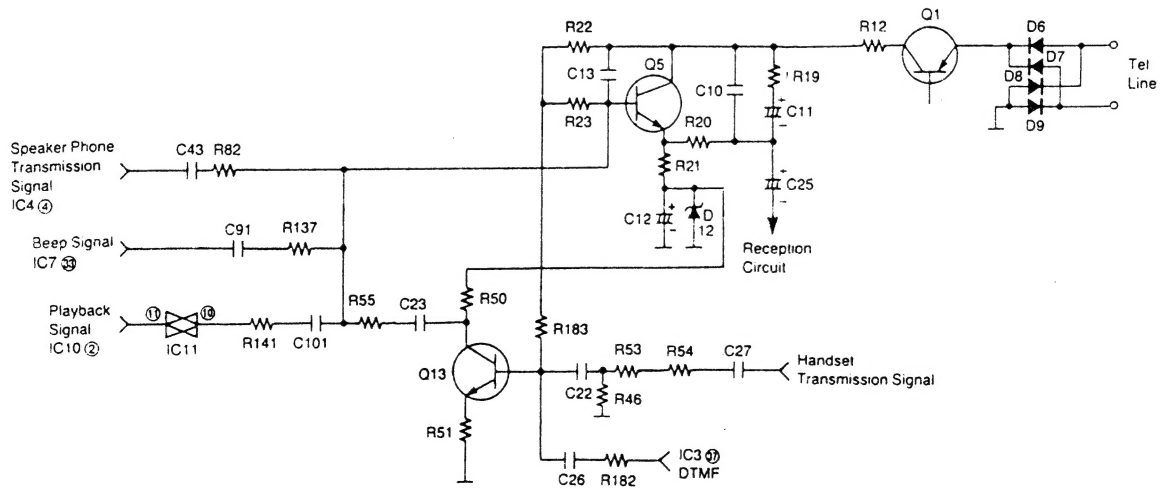 R22
R12
Q1
D6
C13
Q5
R19
D7
Tel
Line
D8
C10
C11
D9
R23
R20
Speaker Phone
Transmission
Signal
IC4 ④
C43
R82
R21
C25
C12
D
12
Beep Signal
IC7 ㉝
C91
R137
Reception
Circuit
Playback
Signal
IC10 ②
⑪
⑩
IC11
R141
C101
R55
C23
R50
R183
Q13
R53
R54
C27
Handset
Transmission Signal
C22
R46
R51
C26
R182
IC3 ㊲
DTMF